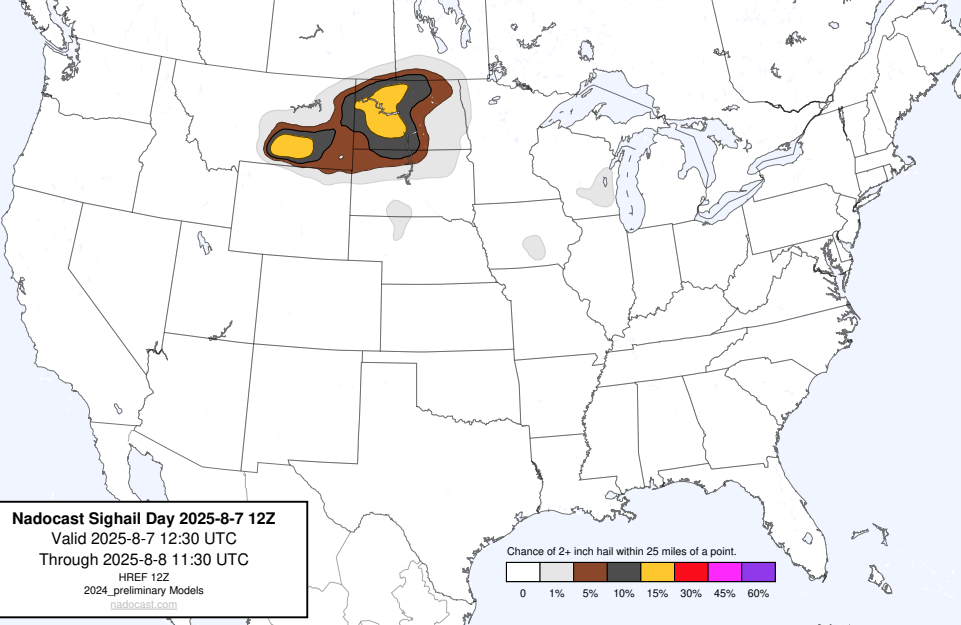 Nadocast Sighail Day 2025-8-7 12Z
Valid 2025-8-7 12:30 UTC
Through 2025-8-8 11:30 UTC
HREF 12Z
2024_preliminary Models
nadocast.com
Chance of 2+ inch hail within 25 miles of a point.
0 1% 5% 10% 15% 30% 45% 60%